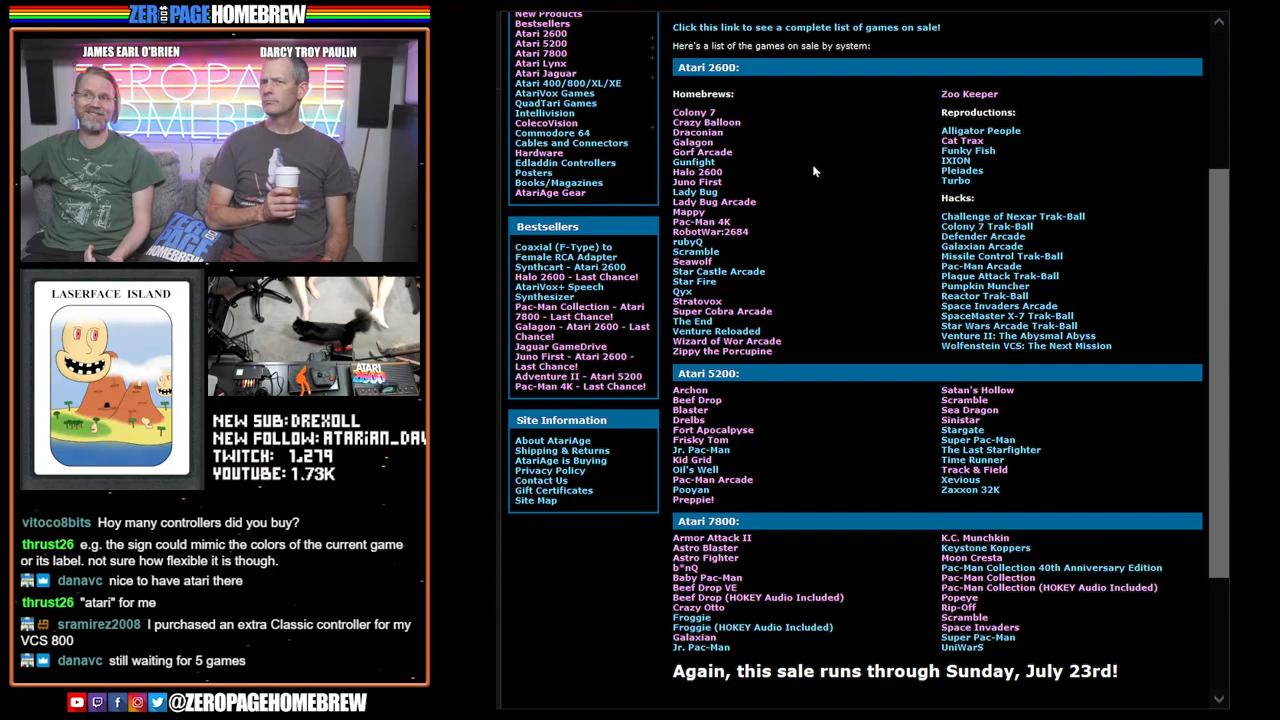 ZERO PAGE HOMEBREW
JAMES EARL O'BRIEN
DARCY TROY PAULIN
ZEROPAGE
HOMEBREW
ZERO PAGE
HOMEBREW
LASERFACE ISLAND
ATARI
2600
NEW SUB:DREXOLL
NEW FOLLOW:ATARIAN_DAY
TWITCH: 1,279
YOUTUBE: 1.73K
vitoco8bits Hoy many controllers did you buy?
thrust26 e.g. the sign could mimic the colors of the current game
or its label. not sure how flexible it is though.
danavc nice to have atari there
thrust26 "atari" for me
sramirez2008 I purchased an extra Classic controller for my
VCS 800
danavc still waiting for 5 games
@ZEROPAGEHOMEBREW
New Products
Bestsellers
Atari 2600
Atari 5200
Atari 7800
Atari Lynx
Atari Jaguar
Atari 400/800/XL/XE
AtariVox Games
QuadTari Games
Intellivision
ColecoVision
Commodore 64
Cables and Connectors
Hardware
Edladdin Controllers
Posters
Books/Magazines
AtariAge Gear
Bestsellers
Coaxial (F-Type) to
Female RCA Adapter
Synthcart - Atari 2600
Halo 2600 - Last Chance!
AtariVox+ Speech
Synthesizer
Pac-Man Collection - Atari
7800 - Last Chance!
Galagon - Atari 2600 - Last
Chance!
Jaguar GameDrive
Juno First - Atari 2600 -
Last Chance!
Adventure II - Atari 5200
Pac-Man 4K - Last Chance!
Site Information
About AtariAge
Shipping & Returns
AtariAge is Buying
Privacy Policy
Contact Us
Gift Certificates
Site Map
Click this link to see a complete list of games on sale!
Here's a list of the games on sale by system:
Atari 2600:
Homebrews:
Colony 7
Crazy Balloon
Draconian
Galagon
Gorf Arcade
Gunfight
Halo 2600
Juno First
Lady Bug
Lady Bug Arcade
Mappy
Pac-Man 4K
RobotWar:2684
rubyQ
Scramble
Seawolf
Star Castle Arcade
Star Fire
Qyx
Stratovox
Super Cobra Arcade
The End
Venture Reloaded
Wizard of Wor Arcade
Zippy the Porcupine
Zoo Keeper
Reproductions:
Alligator People
Cat Trax
Funky Fish
IXION
Pleiades
Turbo
Hacks:
Challenge of Nexar Trak-Ball
Colony 7 Trak-Ball
Defender Arcade
Galaxian Arcade
Missile Control Trak-Ball
Pac-Man Arcade
Plaque Attack Trak-Ball
Pumpkin Muncher
Reactor Trak-Ball
Space Invaders Arcade
SpaceMaster X-7 Trak-Ball
Star Wars Arcade Trak-Ball
Venture II: The Abysmal Abyss
Wolfenstein VCS: The Next Mission
Atari 5200:
Archon
Beef Drop
Blaster
Drelbs
Fort Apocalpyse
Frisky Tom
Jr. Pac-Man
Kid Grid
Oil's Well
Pac-Man Arcade
Pooyan
Preppie!
Satan's Hollow
Scramble
Sea Dragon
Sinistar
Stargate
Super Pac-Man
The Last Starfighter
Time Runner
Track & Field
Xevious
Zaxxon 32K
Atari 7800:
Armor Attack II
Astro Blaster
Astro Fighter
b*nQ
Baby Pac-Man
Beef Drop VE
Beef Drop (HOKEY Audio Included)
Crazy Otto
Froggie
Froggie (HOKEY Audio Included)
Galaxian
Jr. Pac-Man
K.C. Munchkin
Keystone Koppers
Moon Cresta
Pac-Man Collection 40th Anniversary Edition
Pac-Man Collection
Pac-Man Collection (HOKEY Audio Included)
Popeye
Rip-Off
Scramble
Space Invaders
Super Pac-Man
UniWarS
Again, this sale runs through Sunday, July 23rd!